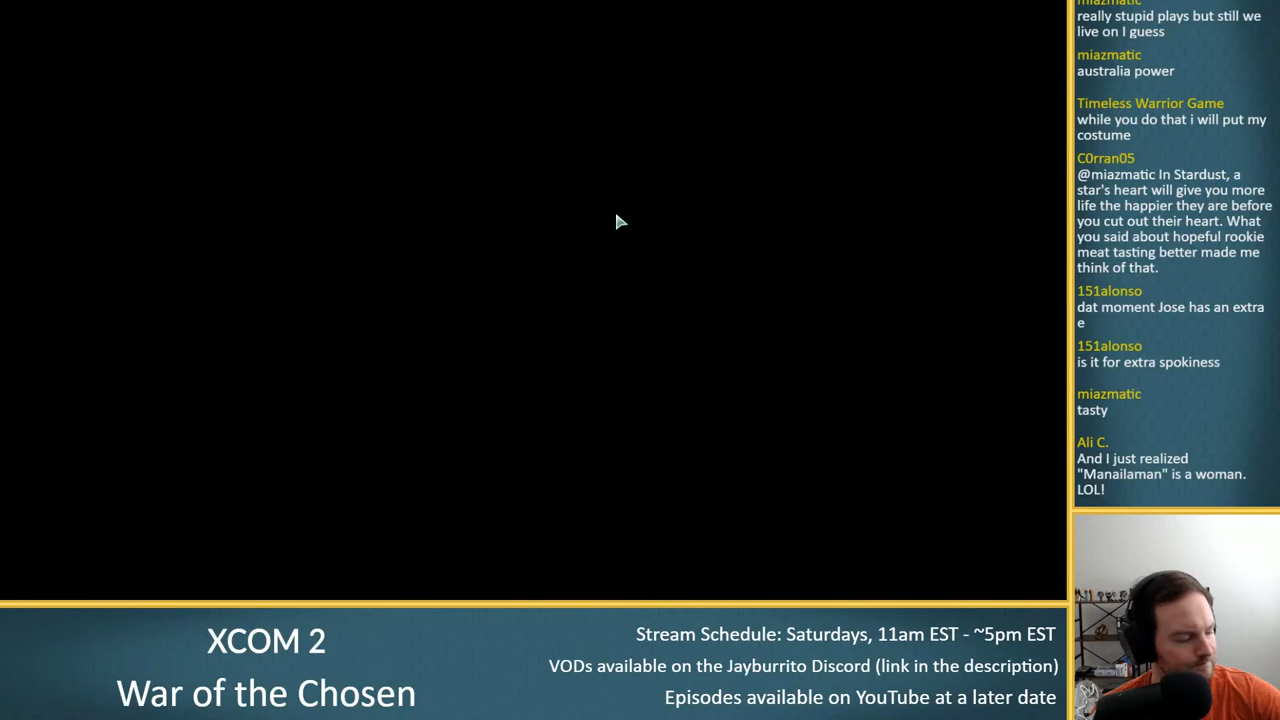 miazmatic
really stupid plays but still we
live on I guess
miazmatic
australia power
Timeless Warrior Game
while you do that i will put my
costume
C0rran05
@miazmatic In Stardust, a
star's heart will give you more
life the happier they are before
you cut out their heart. What
you said about hopeful rookie
meat tasting better made me
think of that.
151alonso
dat moment Jose has an extra
e
151alonso
is it for extra spokiness
miazmatic
tasty
Ali C.
And I just realized
"Manailaman" is a woman.
LOL!
XCOM 2
War of the Chosen
Stream Schedule: Saturdays, 11am EST - ~5pm EST
VODs available on the Jayburrito Discord (link in the description)
Episodes available on YouTube at a later date